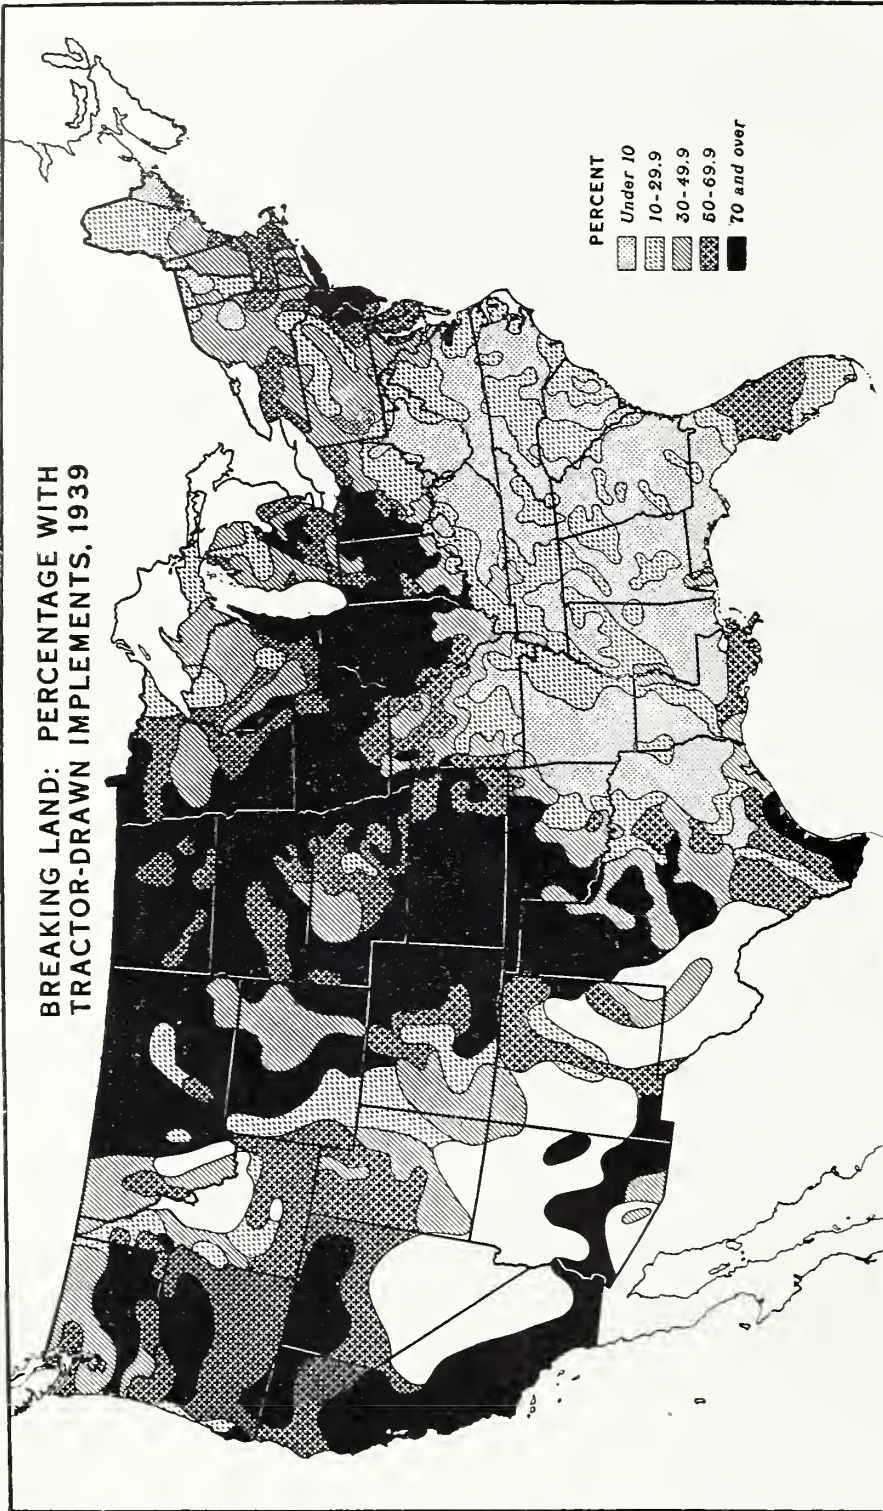 BREAKING LAND: PERCENTAGE WITH
TRACTOR-DRAWN IMPLEMENTS, 1939
PERCENT
Under 10
10-29.9
30-49.9
50-69.9
70 and over